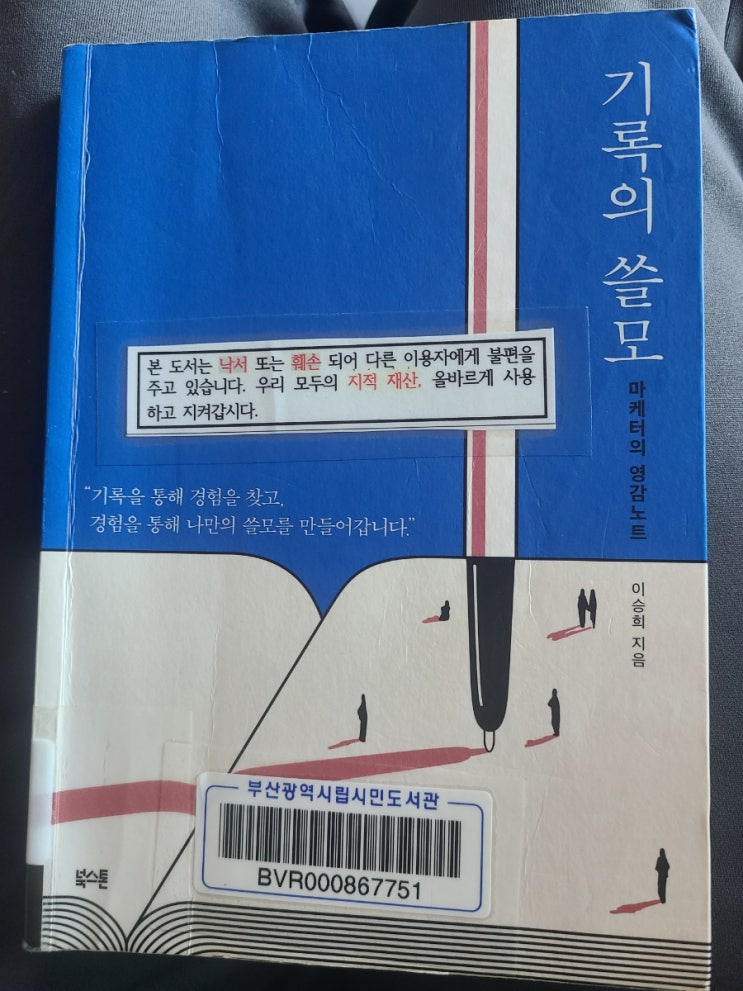 기록의 쓸모
마케터의 영감노트
이승희 지음
본 도서는 낙서 또는 훼손 되어 다른 이용자에게 불편을
주고 있습니다. 우리 모두의 지적 재산, 올바르게 사용
하고 지켜갑시다.
“기록을 통해 경험을 찾고,
경험을 통해 나만의 쓸모를 만들어갑니다.”
부산광역시립시민도서관
BVR000867751
북스톤